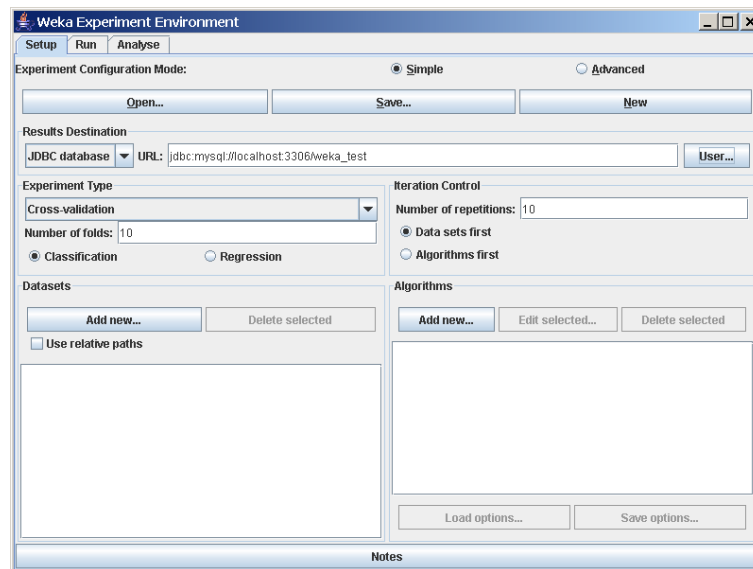 Weka Experiment Environment
Setup Run Analyse
Experiment Configuration Mode: Simple Advanced
Open... Save... New
Results Destination
JDBC database URL: jdbc:mysql://localhost:3306/weka_test User...
Experiment Type
Cross-validation
Number of folds: 10
Classification Regression
Iteration Control
Number of repetitions: 10
Data sets first
Algorithms first
Datasets
Add new... Delete selected
Use relative paths
Algorithms
Add new... Edit selected... Delete selected
Load options... Save options...
Notes